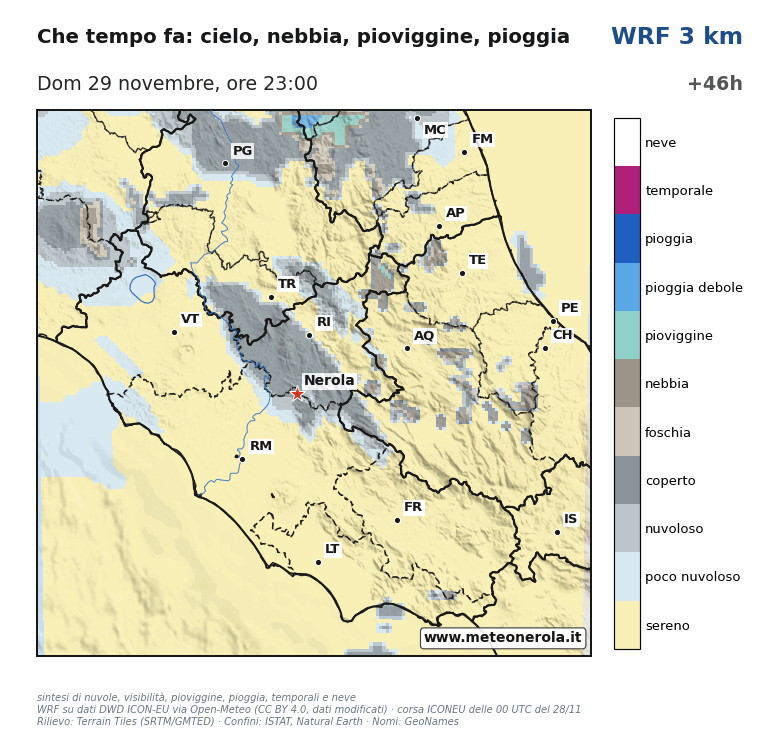 Che tempo fa: cielo, nebbia, pioviggine, pioggia
WRF 3 km
Dom 29 novembre, ore 23:00
+46h
MC
FM
PG
AP
TE
TR
PE
VT
RI
AQ
CH
Nerola
RM
FR
IS
LT
www.meteonerola.it
neve
temporale
pioggia
pioggia debole
pioviggine
nebbia
foschia
coperto
nuvoloso
poco nuvoloso
sereno
sintesi di nuvole, visibilità, pioviggine, pioggia, temporali e neve
WRF su dati DWD ICON-EU via Open-Meteo (CC BY 4.0, dati modificati) · corsa ICONEU delle 00 UTC del 28/11
Rilievo: Terrain Tiles (SRTM/GMTED) · Confini: ISTAT, Natural Earth · Nomi: GeoNames